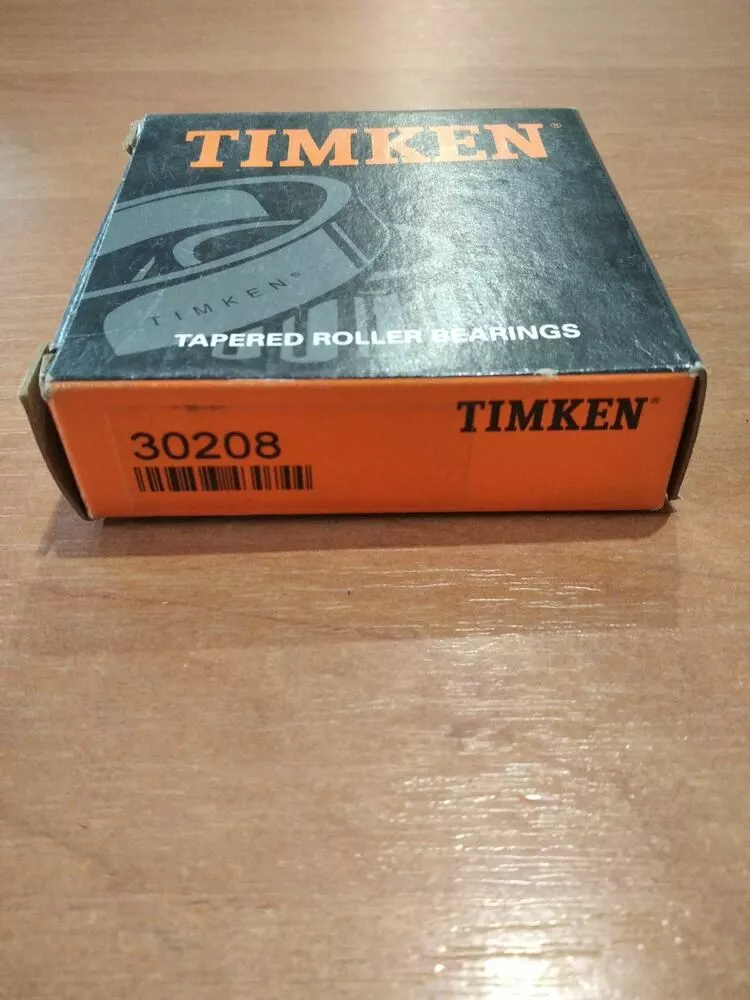 TIMKEN®
TIMKEN®
TAPERED ROLLER BEARINGS
30208
TIMKEN®